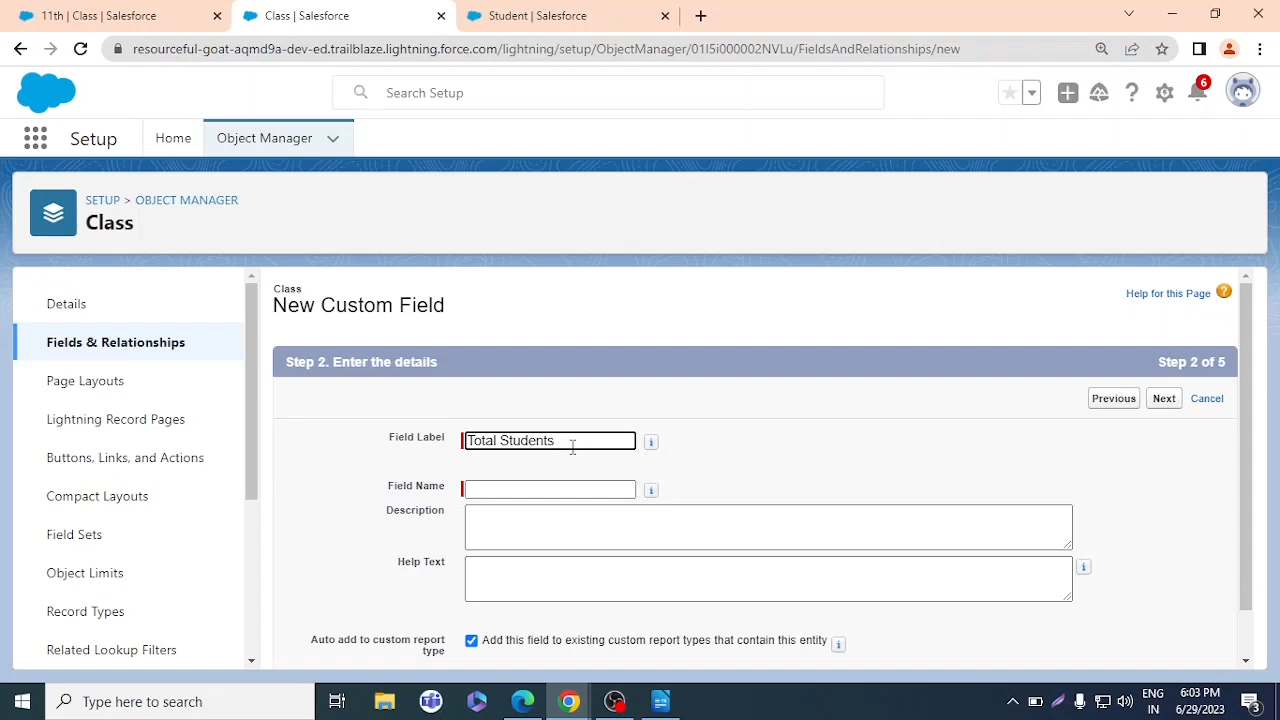 11th | Class | Salesforce
Class | Salesforce
Student | Salesforce
resourceful-goat-aqmd9a-dev-ed.trailblaze.lightning.force.com/lightning/setup/ObjectManager/01I5i000002NVLu/FieldsAndRelationships/new
Search Setup
6
Setup
Home
Object Manager
SETUP > OBJECT MANAGER
Class
Details
Fields & Relationships
Page Layouts
Lightning Record Pages
Buttons, Links, and Actions
Compact Layouts
Field Sets
Object Limits
Record Types
Related Lookup Filters
Class
New Custom Field
Help for this Page
Step 2. Enter the details
Step 2 of 5
Previous
Next
Cancel
Field Label
Total Students
Field Name
Description
Help Text
Auto add to custom report type
Add this field to existing custom report types that contain this entity
Type here to search
ENG
IN
6:03 PM
6/29/2023
3